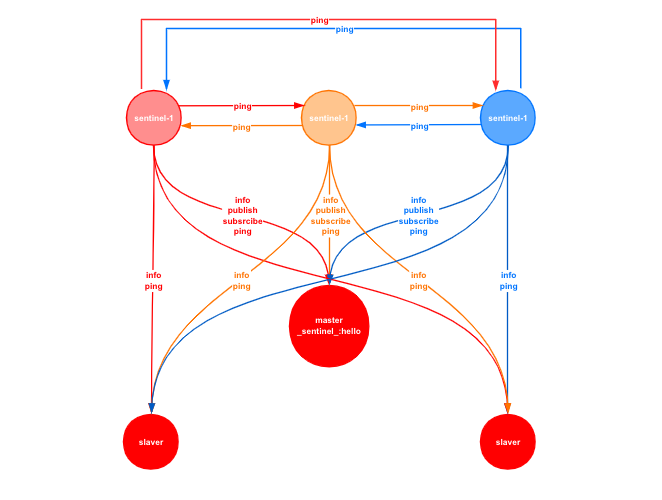 ping
ping
sentinel-1
ping
ping
sentinel-1
ping
ping
sentinel-1
info
publish
subsrcibe
ping
info
publish
subscribe
ping
info
publish
subscribe
ping
info
ping
info
ping
info
ping
info
ping
master
_sentinel_:hello
slaver
slaver